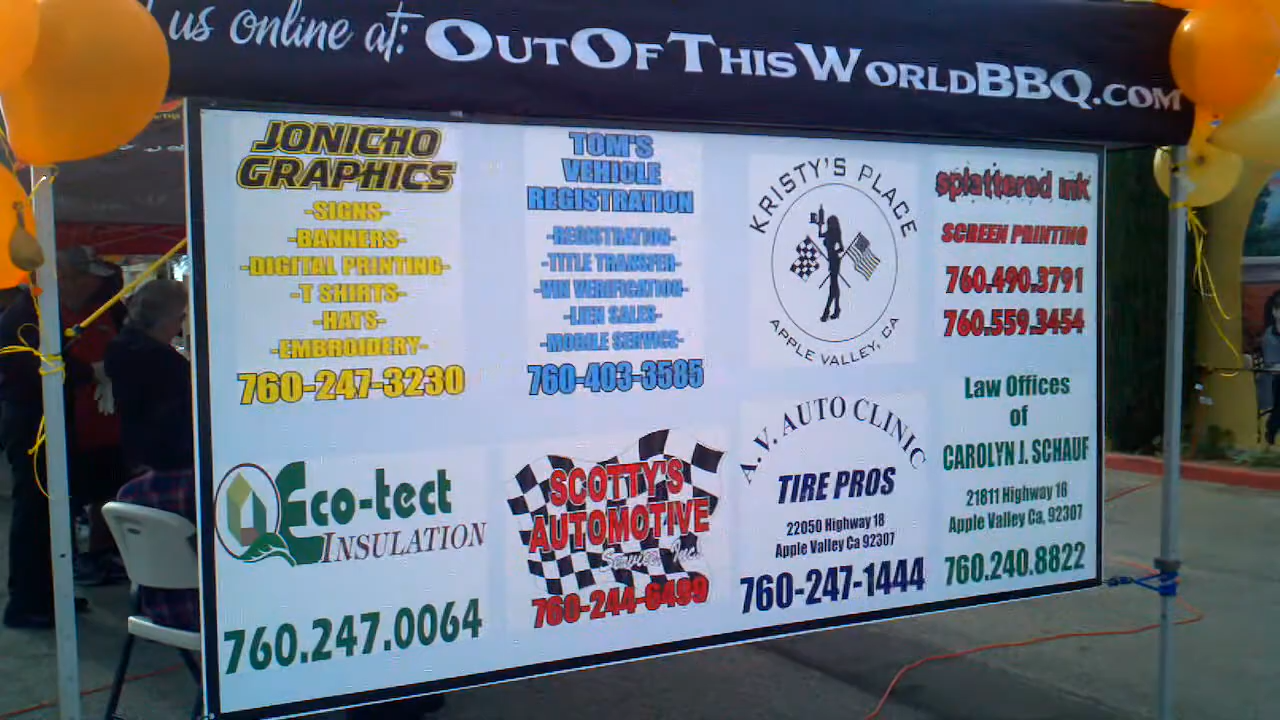 us online at: OutOfThisWorldBBQ.com
JONICHO
GRAPHICS
-SIGNS-
-BANNERS-
-DIGITAL PRINTING-
-T SHIRTS-
-HATS-
-EMBROIDERY-
760-247-3230
TOM'S
VEHICLE
REGISTRATION
-REGISTRATION-
-TITLE TRANSFER-
-VIN VERIFICATION-
-LIEN SALES-
-MOBILE SERVICE-
760-403-3585
KRISTY'S PLACE
APPLE VALLEY, CA
splattered ink
SCREEN PRINTING
760.490.3791
760.559.3454
Eco-tect
INSULATION
760.247.0064
SCOTTY'S
AUTOMOTIVE
Service, Inc.
760-244-6499
A.V. AUTO CLINIC
TIRE PROS
22050 Highway 18
Apple Valley Ca 92307
760-247-1444
Law Offices
of
CAROLYN J. SCHAUF
21811 Highway 18
Apple Valley Ca, 92307
760.240.8822